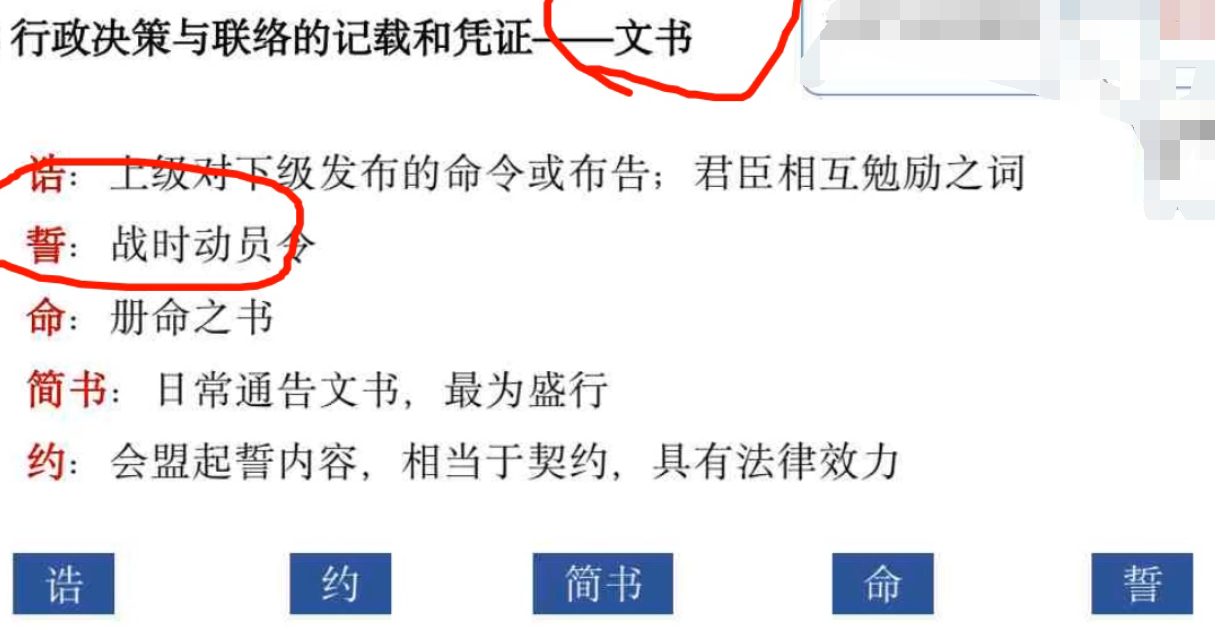 行政决策与联络的记载和凭证——文书
诰：上级对下级发布的命令或布告；君臣相互勉励之词
誓：战时动员令
命：册命之书
简书：日常通告文书，最为盛行
约：会盟起誓内容，相当于契约，具有法律效力
诰 约 简书 命 誓